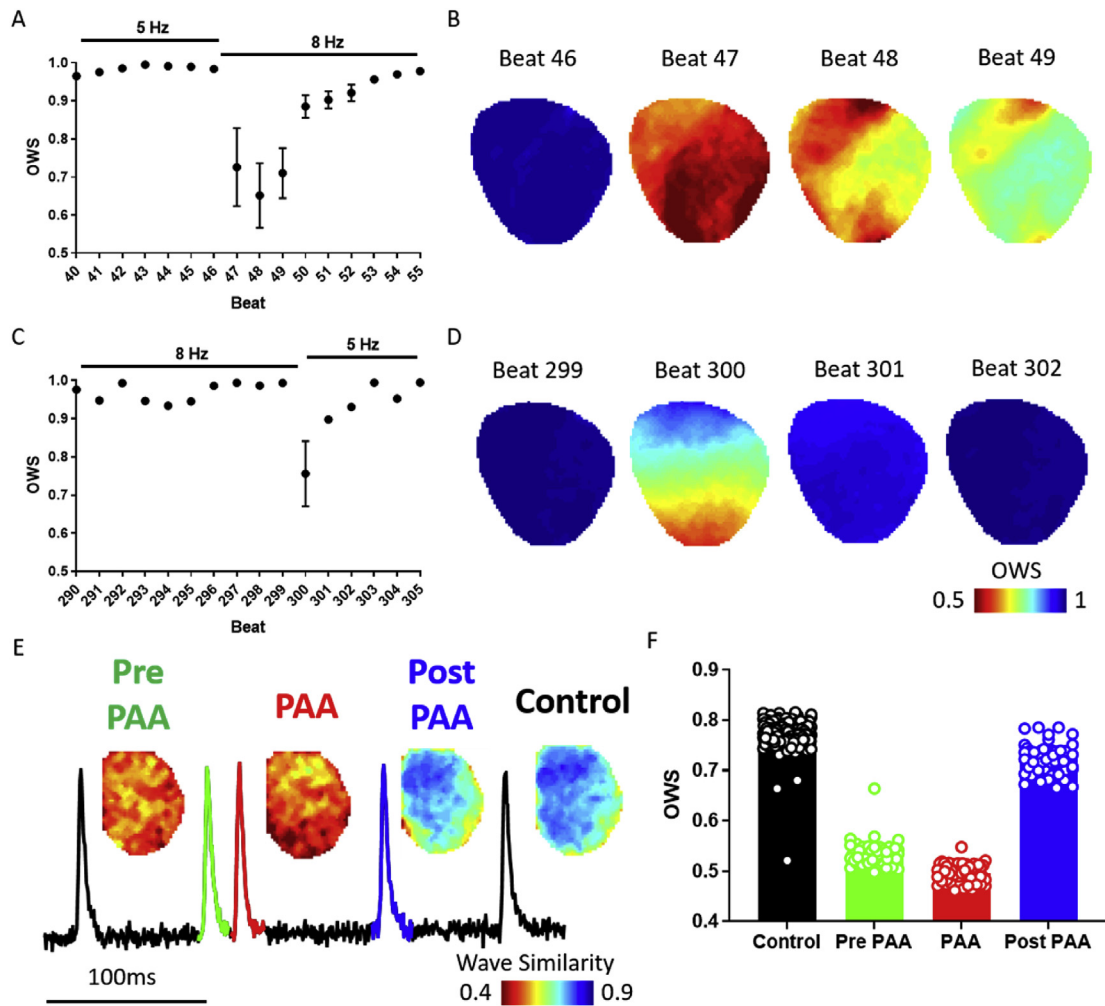 A
5 Hz
8 Hz
1.0
0.9
0.8
0.7
0.6
0.5
OWS
40 41 42 43 44 45 46 47 48 49 50 51 52 53 54 55
Beat
B
Beat 46
Beat 47
Beat 48
Beat 49
C
8 Hz
5 Hz
1.0
0.9
0.8
0.7
0.6
0.5
OWS
290 291 292 293 294 295 296 297 298 299 300 301 302 303 304 305
Beat
D
Beat 299
Beat 300
Beat 301
Beat 302
OWS
0.5 1
E
Pre
PAA
PAA
Post
PAA
Control
100ms
Wave Similarity
0.4 0.9
F
0.9
0.8
0.7
0.6
0.5
0.4
OWS
Control Pre PAA PAA Post PAA